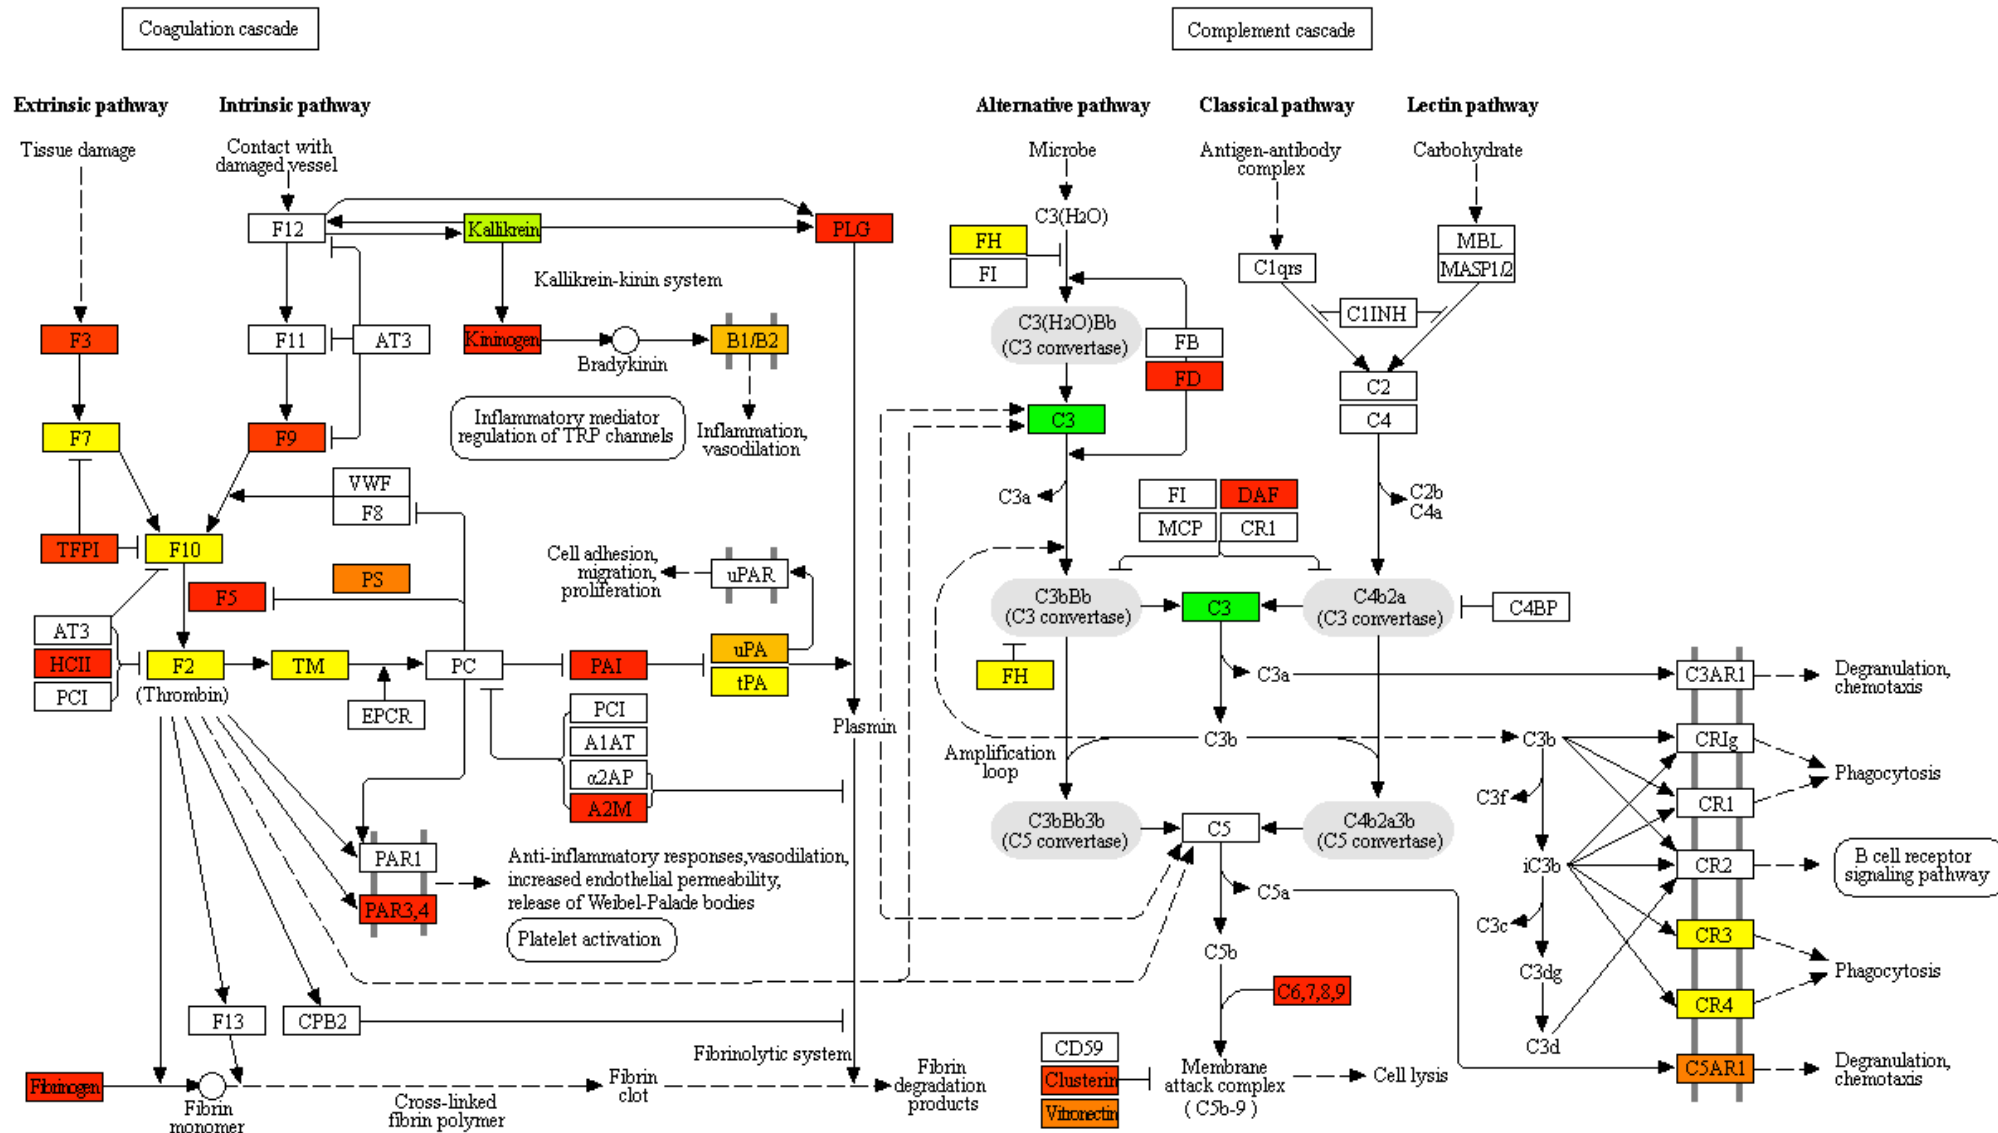 Coagulation cascade
Complement cascade
Extrinsic pathway
Intrinsic pathway
Alternative pathway
Classical pathway
Lectin pathway
Tissue damage
Contact with
damaged vessel
Microbe
Antigen-antibody
complex
Carbohydrate
F12
Kallikrein
PLG
C3(H2O)
FH
FI
C1qrs
MBL
MASP1/2
Kallikrein-kinin system
C1INH
F3
F11
AT3
Kininogen
Bradykinin
B1/B2
C3(H2O)Bb
(C3 convertase)
FB
FD
C2
C4
Inflammatory mediator
regulation of TRP channels
Inflammation,
vasodilation
C3
F7
F9
VWF
F8
C3a
FI
DAF
MCP
CR1
C2b
C4a
TFPI
F10
PS
F5
Cell adhesion,
migration,
proliferation
uPAR
C3bBb
(C3 convertase)
C3
C4b2a
(C3 convertase)
C4BP
AT3
HCII
PCI
F2
(Thrombin)
TM
PC
EPCR
PAI
uPA
tPA
FH
C3a
C3AR1
Degranulation,
chemotaxis
PCI
A1AT
α2AP
A2M
Plasmin
Amplification
loop
C3b
C3b
CRIg
Phagocytosis
C3f
CR1
C3bBb3b
(C5 convertase)
C5
C4b2a3b
(C5 convertase)
PAR1
PAR3,4
Anti-inflammatory responses,vasodilation,
increased endothelial permeability,
release of Weibel-Palade bodies
Platelet activation
iC3b
CR2
B cell receptor
signaling pathway
C5a
C3c
CR3
C5b
C3dg
Phagocytosis
C6,7,8,9
CR4
F13
CPB2
C3d
Fibrinolytic system
CD59
Clusterin
Vitronectin
Membrane
attack complex
( C5b-9 )
Cell lysis
C5AR1
Degranulation,
chemotaxis
Fibrinogen
Fibrin
monomer
Cross-linked
fibrin polymer
Fibrin
clot
Fibrin
degradation
products